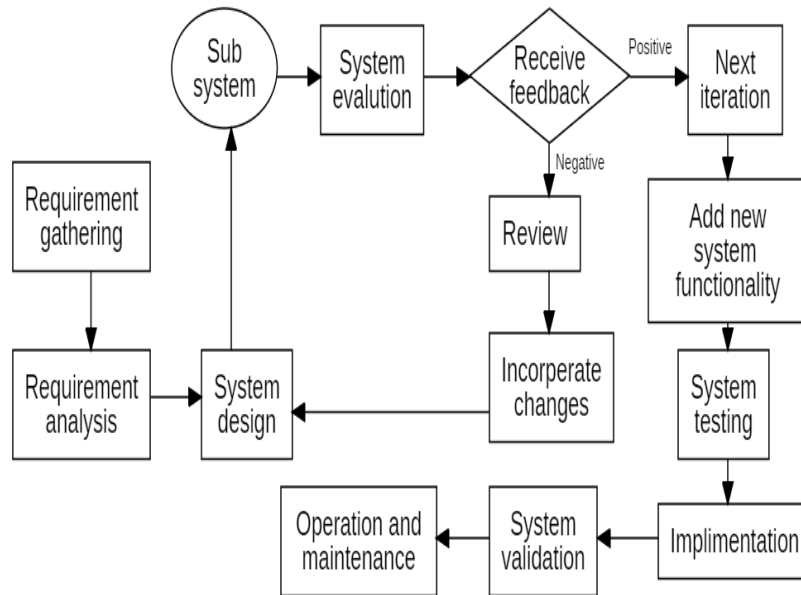 Sub
system
System
evalution
Receive
feedback
Positive
Next
iteration
Negative
Requirement
gathering
Review
Add new
system
functionality
Requirement
analysis
System
design
Incorperate
changes
System
testing
Operation and
maintenance
System
validation
Implimentation